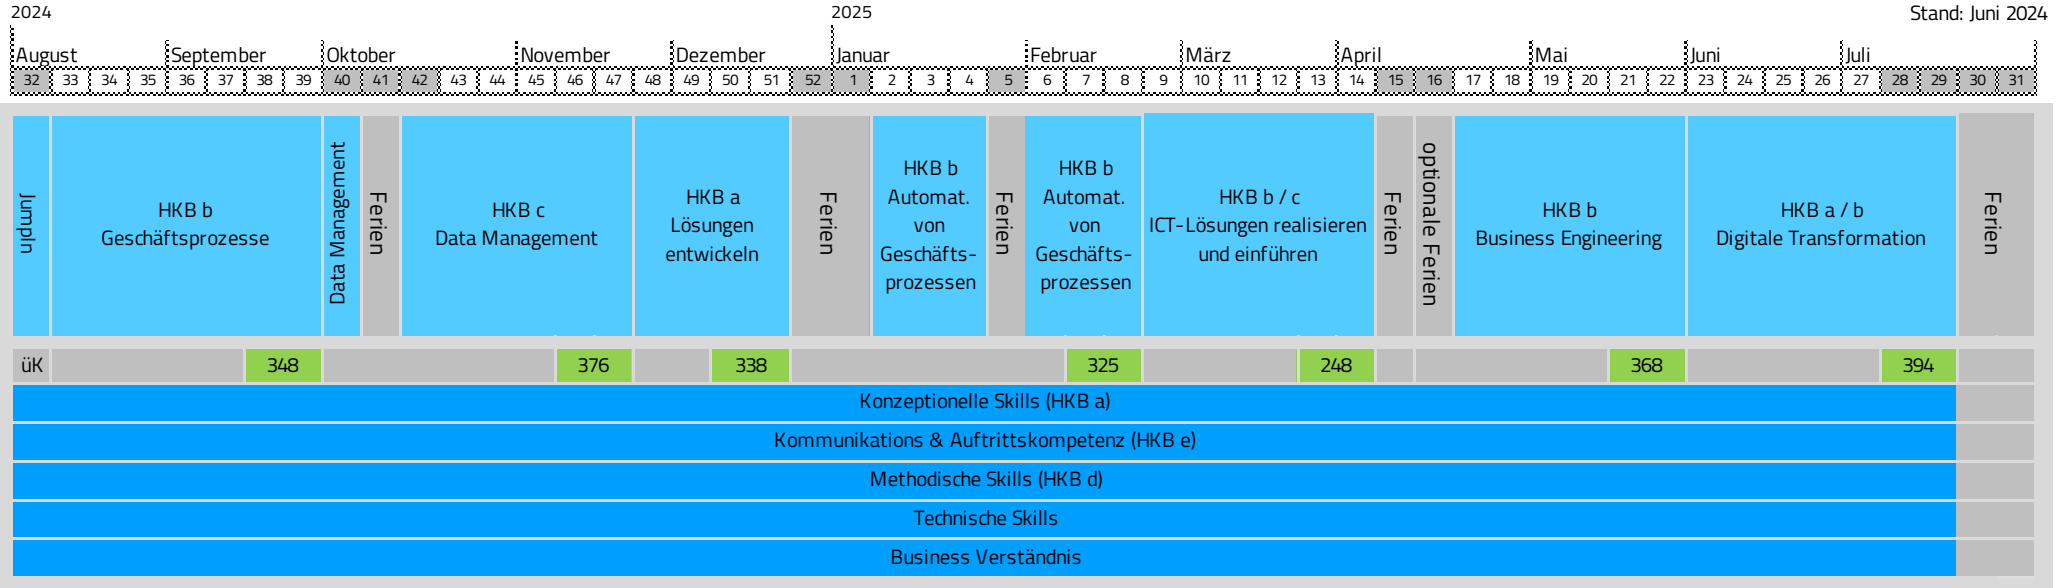 2024 2025 Stand: Juni 2024
August September Oktober November Dezember Januar Februar März April Mai Juni Juli
32 33 34 35 36 37 38 39 40 41 42 43 44 45 46 47 48 49 50 51 52 1 2 3 4 5 6 7 8 9 10 11 12 13 14 15 16 17 18 19 20 21 22 23 24 25 26 27 28 29 30 31
JumpIn
HKB b
Geschäftsprozesse
Data Management
Ferien
HKB c
Data Management
HKB a
Lösungen
entwickeln
Ferien
HKB b
Automat.
von
Geschäfts-
prozessen
Ferien
HKB b
Automat.
von
Geschäfts-
prozessen
HKB b / c
ICT-Lösungen realisieren
und einführen
Ferien
optionale Ferien
HKB b
Business Engineering
HKB a / b
Digitale Transformation
Ferien
üK 348 376 338 325 248 368 394
Konzeptionelle Skills (HKB a)
Kommunikations & Auftrittskompetenz (HKB e)
Methodische Skills (HKB d)
Technische Skills
Business Verständnis